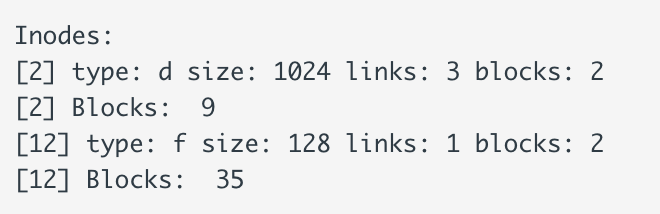 Inodes:
[2] type: d size: 1024 links: 3 blocks: 2
[2] Blocks:  9
[12] type: f size: 128 links: 1 blocks: 2
[12] Blocks:  35